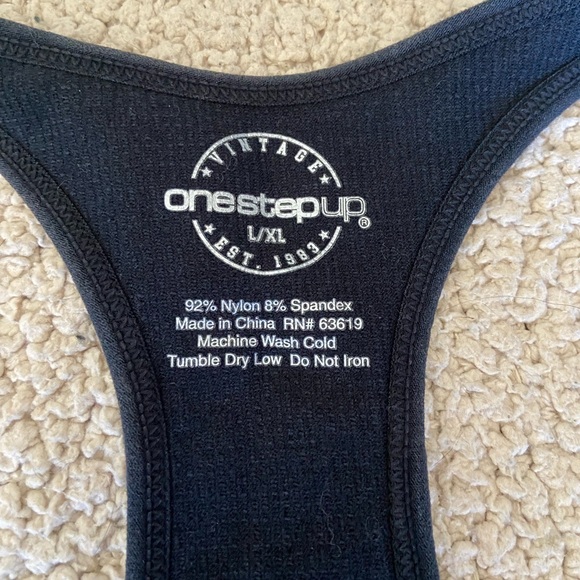 ★ VINTAGE ★
onestepup®
L/XL
★ EST. 1983 ★
92% Nylon 8% Spandex
Made in China RN# 63619
Machine Wash Cold
Tumble Dry Low Do Not Iron